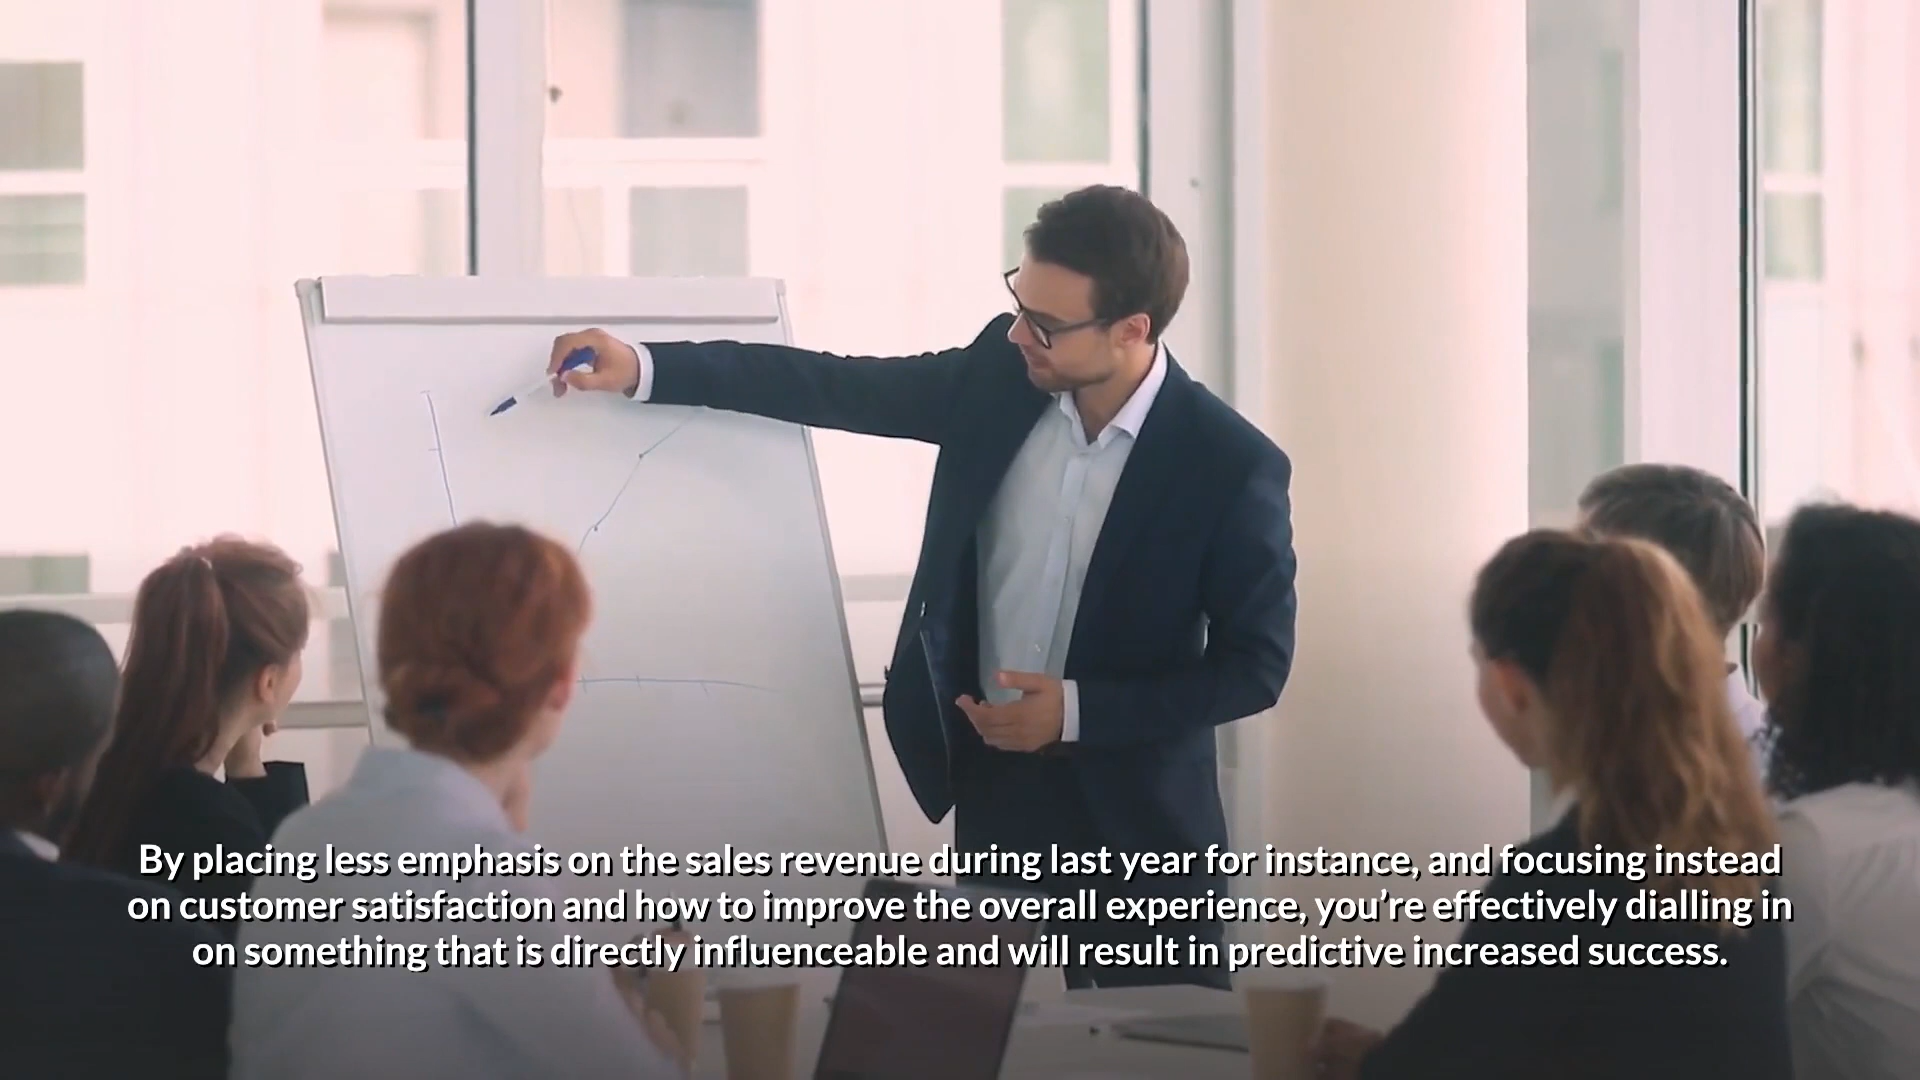 By placing less emphasis on the sales revenue during last year for instance, and focusing instead
on customer satisfaction and how to improve the overall experience, you’re effectively dialling in
on something that is directly influenceable and will result in predictive increased success.